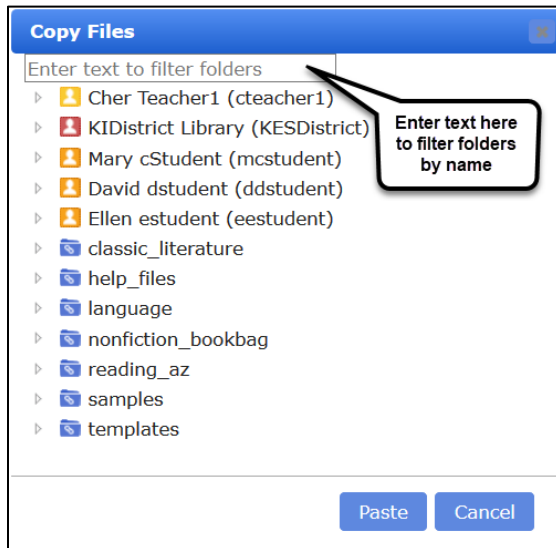 Copy Files
Enter text to filter folders
Cher Teacher1 (cteacher1)
KIDistrict Library (KESDistrict)
Mary cStudent (mcstudent)
David dstudent (ddstudent)
Ellen estudent (eestudent)
classic_literature
help_files
language
nonfiction_bookbag
reading_az
samples
templates
Enter text here
to filter folders
by name
Paste
Cancel